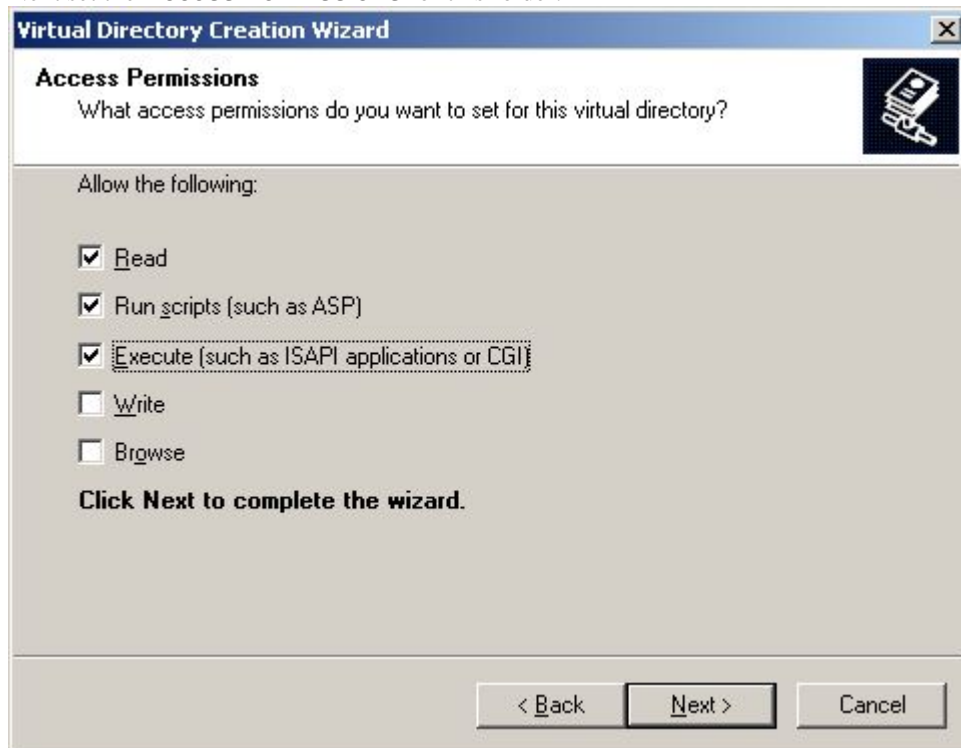 Virtual Directory Creation Wizard
Access Permissions
What access permissions do you want to set for this virtual directory?
Allow the following:
Read
Run scripts (such as ASP)
Execute (such as ISAPI applications or CGI)
Write
Browse
Click Next to complete the wizard.
< Back Next > Cancel